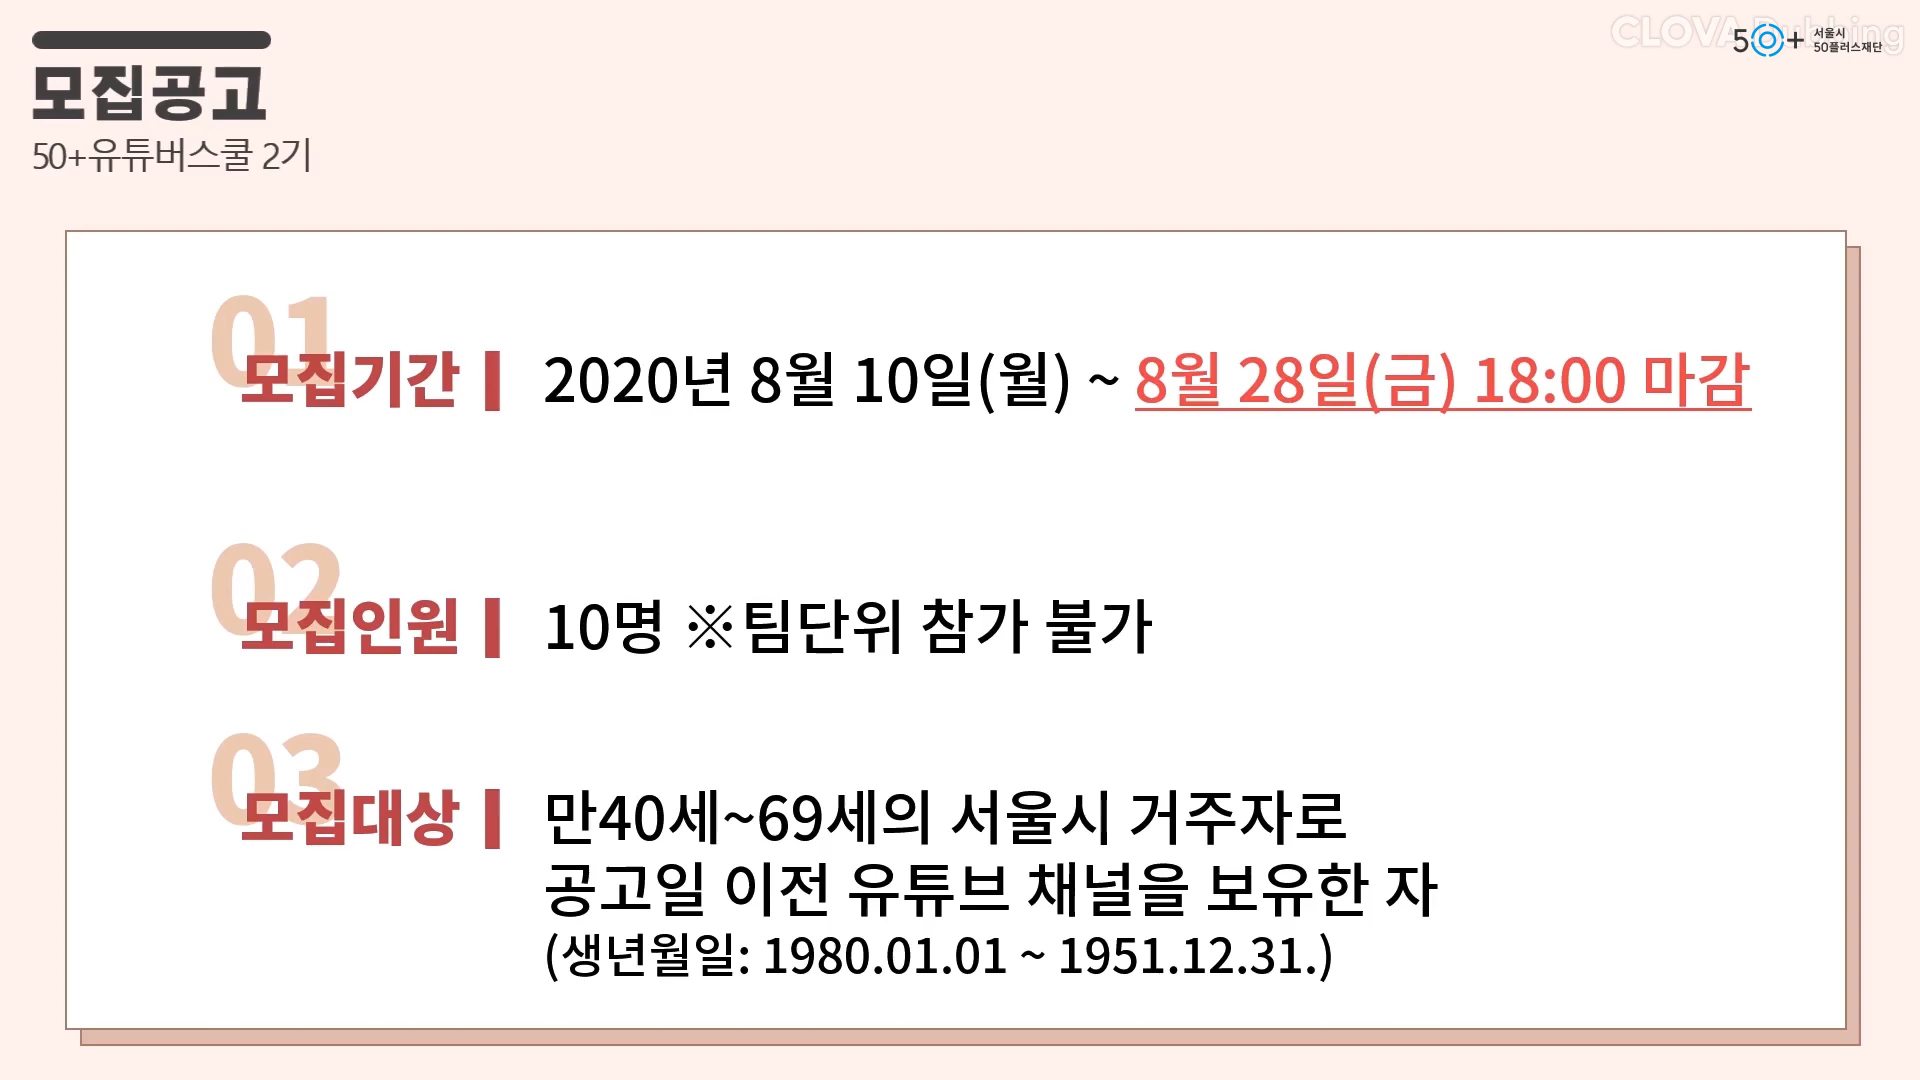 모집공고
50+유튜버스쿨 2기
CLOVA Dubbing
50+ 서울시
50플러스재단
01
모집기간
2020년 8월 10일(월) ~ 8월 28일(금) 18:00 마감
02
모집인원
10명 ※팀단위 참가 불가
03
모집대상
만40세~69세의 서울시 거주자로
공고일 이전 유튜브 채널을 보유한 자
(생년월일: 1980.01.01 ~ 1951.12.31.)